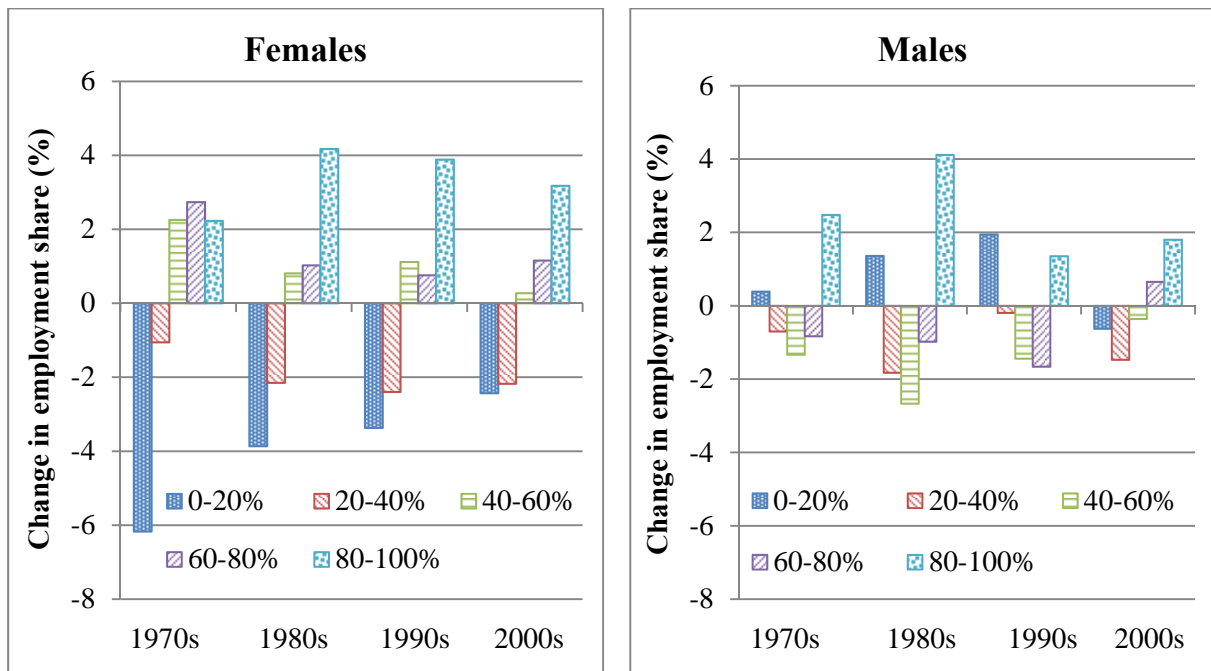 Females
Change in employment share (%)
6
4
2
0
-2
-4
-6
-8
0-20% 20-40% 40-60%
60-80% 80-100%
1970s 1980s 1990s 2000s
Males
Change in employment share (%)
6
4
2
0
-2
-4
-6
-8
0-20% 20-40% 40-60%
60-80% 80-100%
1970s 1980s 1990s 2000s